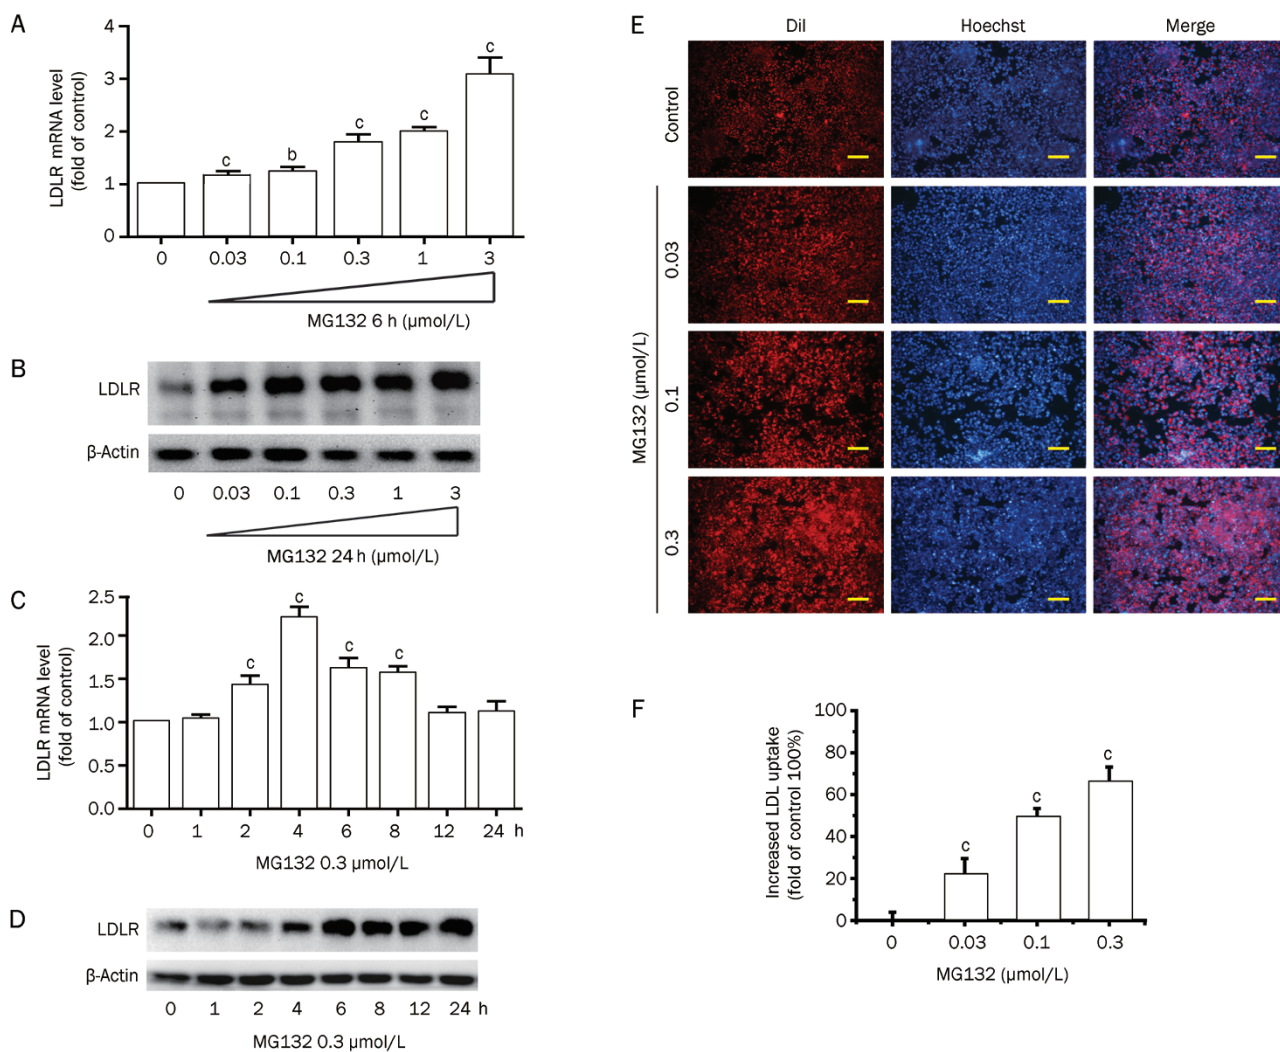 A
LDLR mRNA level
(fold of control)
4
3
2
1
0
c
b
c
c
c
0 0.03 0.1 0.3 1 3
MG132 6 h (μmol/L)
B
LDLR
β-Actin
0 0.03 0.1 0.3 1 3
MG132 24 h (μmol/L)
C
LDLR mRNA level
(fold of control)
2.5
2.0
1.5
1.0
0.5
0.0
c
c
c
c
0 1 2 4 6 8 12 24 h
MG132 0.3 μmol/L
D
LDLR
β-Actin
0 1 2 4 6 8 12 24 h
MG132 0.3 μmol/L
E
DiI Hoechst Merge
Control
MG132 (μmol/L)
0.03
0.1
0.3
F
Increased LDL uptake
(fold of control 100%)
100
80
60
40
20
0
c
c
c
0 0.03 0.1 0.3
MG132 (μmol/L)